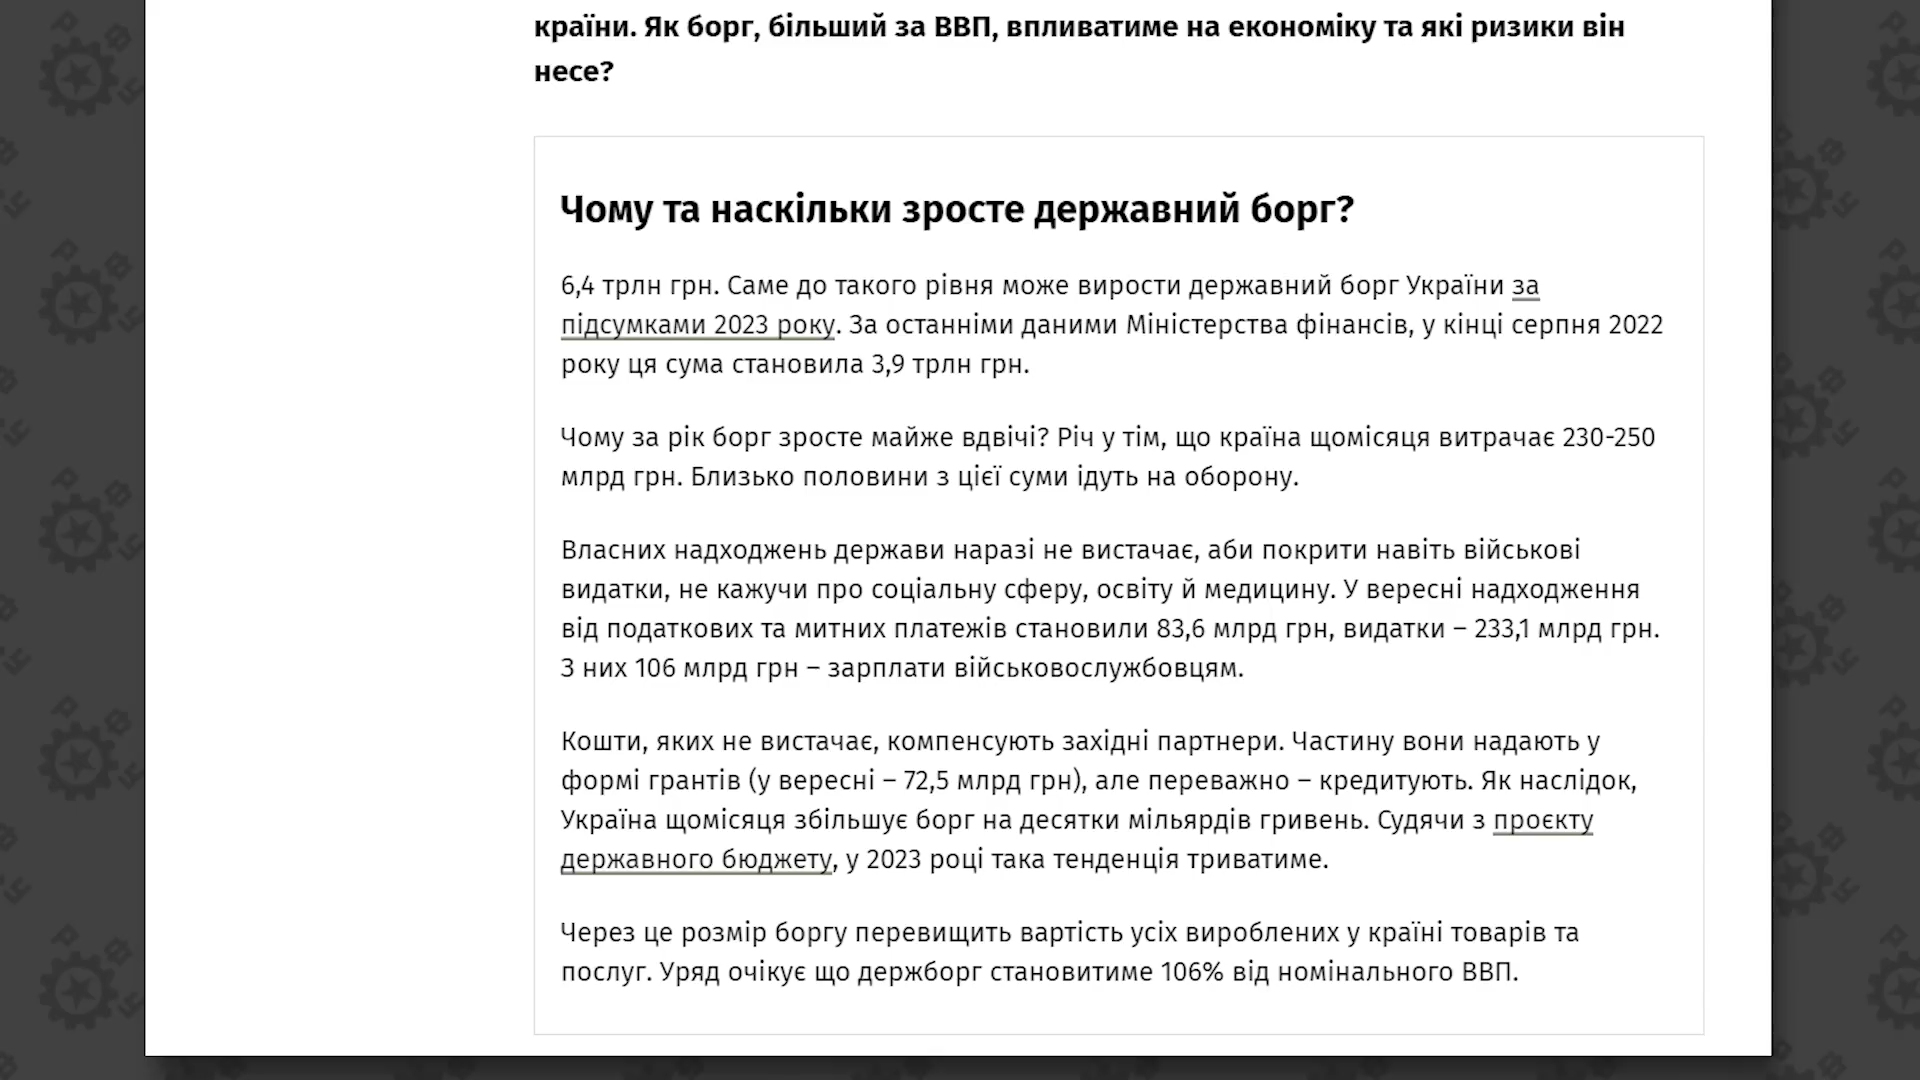 країни. Як борг, більший за ВВП, впливатиме на економіку та які ризики він
несе?
Чому та наскільки зросте державний борг?
6,4 трлн грн. Саме до такого рівня може вирости державний борг України за
підсумками 2023 року. За останніми даними Міністерства фінансів, у кінці серпня 2022
року ця сума становила 3,9 трлн грн.
Чому за рік борг зросте майже вдвічі? Річ у тім, що країна щомісяця витрачає 230-250
млрд грн. Близько половини з цієї суми ідуть на оборону.
Власних надходжень держави наразі не вистачає, аби покрити навіть військові
видатки, не кажучи про соціальну сферу, освіту й медицину. У вересні надходження
від податкових та митних платежів становили 83,6 млрд грн, видатки – 233,1 млрд грн.
З них 106 млрд грн – зарплати військовослужбовцям.
Кошти, яких не вистачає, компенсують західні партнери. Частину вони надають у
формі грантів (у вересні – 72,5 млрд грн), але переважно – кредитують. Як наслідок,
Україна щомісяця збільшує борг на десятки мільярдів гривень. Судячи з проєкту
державного бюджету, у 2023 році така тенденція триватиме.
Через це розмір боргу перевищить вартість усіх вироблених у країні товарів та
послуг. Уряд очікує що держборг становитиме 106% від номінального ВВП.